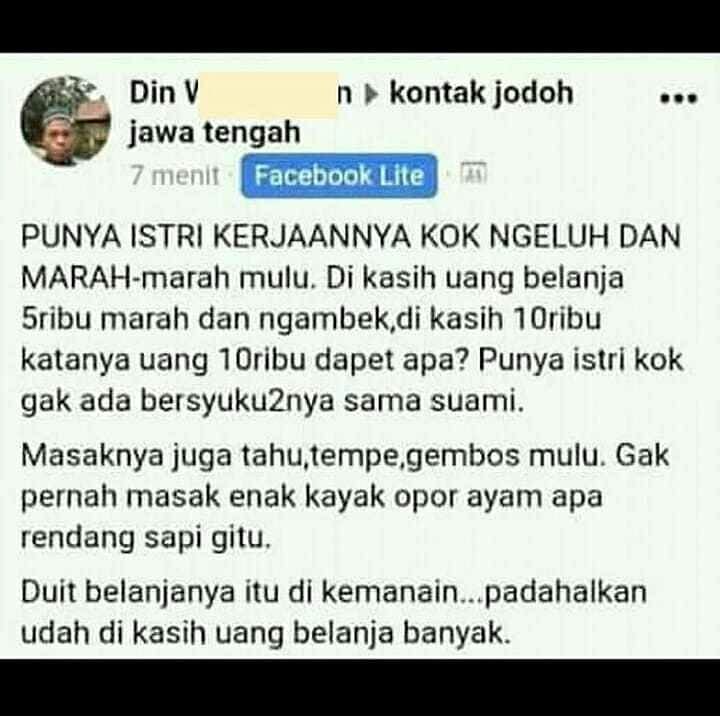 Din n ▸ kontak jodoh
jawa tengah
7 menit · Facebook Lite ·
PUNYA ISTRI KERJAANNYA KOK NGELUH DAN
MARAH-marah mulu. Di kasih uang belanja
5ribu marah dan ngambek,di kasih 10ribu
katanya uang 10ribu dapet apa? Punya istri kok
gak ada bersyuku2nya sama suami.
Masaknya juga tahu,tempe,gembos mulu. Gak
pernah masak enak kayak opor ayam apa
rendang sapi gitu.
Duit belanjanya itu di kemanain...padahalkan
udah di kasih uang belanja banyak.